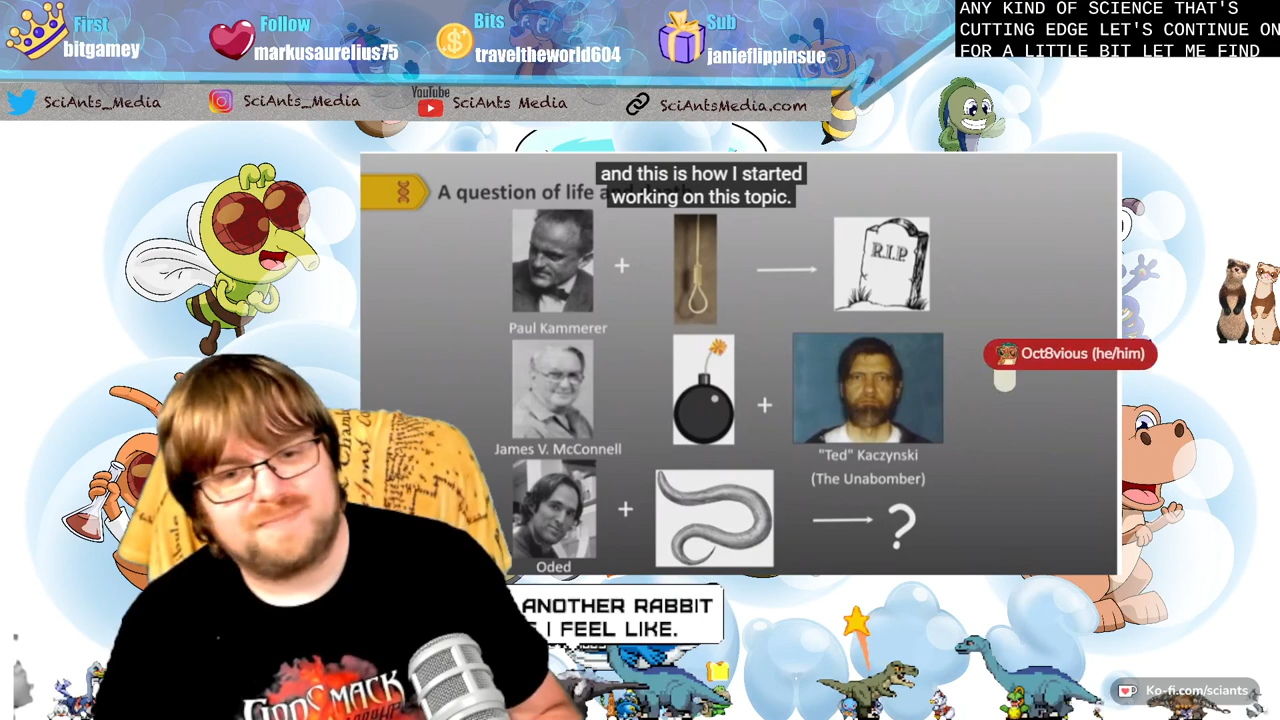 First
bitgamey
Follow
markusaurelius75
Bits
traveltheworld604
Sub
janieflippinsue
ANY KIND OF SCIENCE THAT'S
CUTTING EDGE LET'S CONTINUE ON
FOR A LITTLE BIT LET ME FIND
SciAnts_Media
SciAnts_Media
YouTube
SciAnts Media
SciAntsMedia.com
and this is how I started
working on this topic.
A question of life
R.I.P
Paul Kammerer
Oct8vious (he/him)
James V. McConnell
"Ted" Kaczynski
(The Unabomber)
?
Oded
ANOTHER RABBIT
I FEEL LIKE.
GODSMACK
Ko-fi.com/sciants